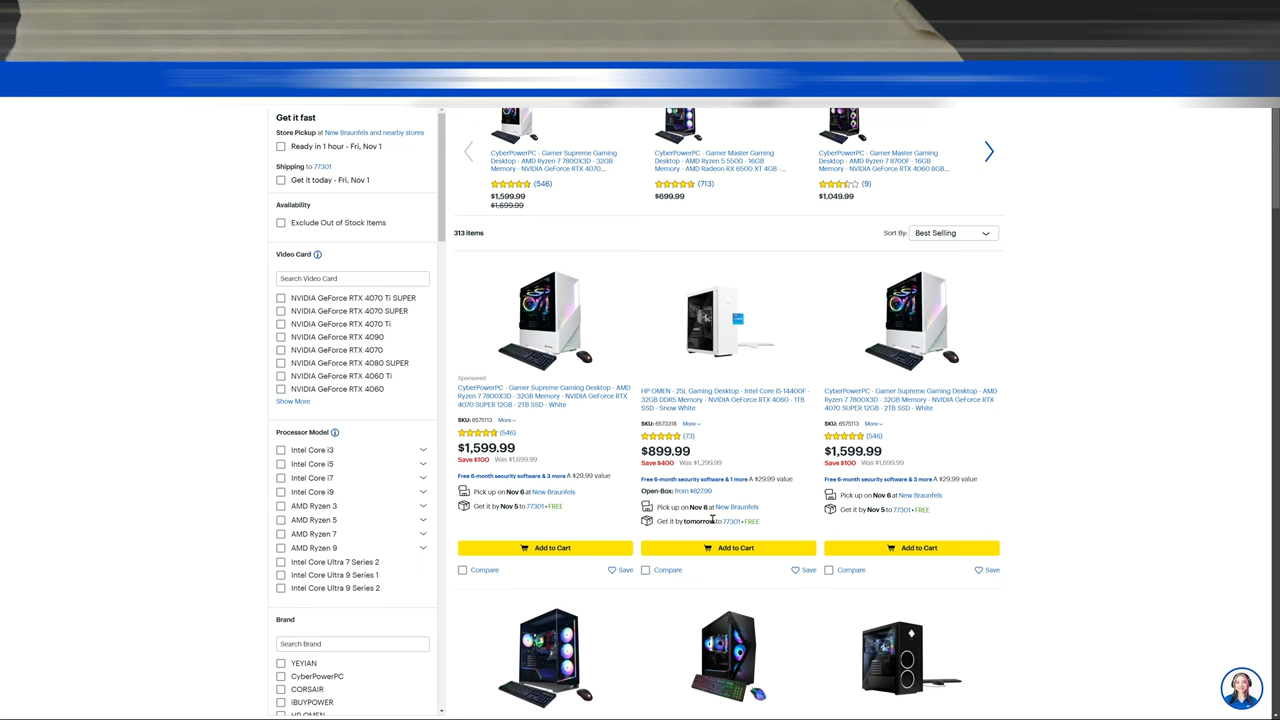 Get it fast
Store Pickup at New Braunfels and nearby stores
Ready in 1 hour - Fri, Nov 1
Shipping to 77301
Get it today - Fri, Nov 1
Availability
Exclude Out of Stock Items
Video Card
Search Video Card
NVIDIA GeForce RTX 4070 Ti SUPER
NVIDIA GeForce RTX 4070 SUPER
NVIDIA GeForce RTX 4070 Ti
NVIDIA GeForce RTX 4090
NVIDIA GeForce RTX 4070
NVIDIA GeForce RTX 4080 SUPER
NVIDIA GeForce RTX 4060 Ti
NVIDIA GeForce RTX 4060
Show More
Processor Model
Intel Core i3
Intel Core i5
Intel Core i7
Intel Core i9
AMD Ryzen 3
AMD Ryzen 5
AMD Ryzen 7
AMD Ryzen 9
Intel Core Ultra 7 Series 2
Intel Core Ultra 9 Series 1
Intel Core Ultra 9 Series 2
Brand
Search Brand
YEYIAN
CyberPowerPC
CORSAIR
iBUYPOWER
HP OMEN
CyberPowerPC - Gamer Supreme Gaming
Desktop - AMD Ryzen 7 7800X3D - 32GB
Memory - NVIDIA GeForce RTX 4070...
(546)
$1,599.99
$1,699.99
CyberPowerPC - Gamer Master Gaming
Desktop - AMD Ryzen 5 5500 - 16GB
Memory - AMD Radeon RX 6500 XT 4GB -...
(713)
$699.99
CyberPowerPC - Gamer Master Gaming
Desktop - AMD Ryzen 7 8700F - 16GB
Memory - NVIDIA GeForce RTX 4060 8GB...
(9)
$1,049.99
313 items
Sort By: Best Selling
Sponsored
CyberPowerPC - Gamer Supreme Gaming Desktop - AMD
Ryzen 7 7800X3D - 32GB Memory - NVIDIA GeForce RTX
4070 SUPER 12GB - 2TB SSD - White
SKU: 6575113 More
(546)
$1,599.99
Save $100 Was $1,699.99
Free 6-month security software & 3 more A $29.99 value
Pick up on Nov 6 at New Braunfels
Get it by Nov 5 to 77301 • FREE
Add to Cart
Compare
Save
HP OMEN - 25L Gaming Desktop - Intel Core i5-14400F -
32GB DDR5 Memory - NVIDIA GeForce RTX 4060 - 1TB
SSD - Snow White
SKU: 6573318 More
(73)
$899.99
Save $400 Was $1,299.99
Free 6-month security software & 1 more A $29.99 value
Open-Box: from $827.99
Pick up on Nov 6 at New Braunfels
Get it by tomorrow to 77301 • FREE
Add to Cart
Compare
Save
CyberPowerPC - Gamer Supreme Gaming Desktop - AMD
Ryzen 7 7800X3D - 32GB Memory - NVIDIA GeForce RTX
4070 SUPER 12GB - 2TB SSD - White
SKU: 6575113 More
(546)
$1,599.99
Save $100 Was $1,699.99
Free 6-month security software & 3 more A $29.99 value
Pick up on Nov 6 at New Braunfels
Get it by Nov 5 to 77301 • FREE
Add to Cart
Compare
Save